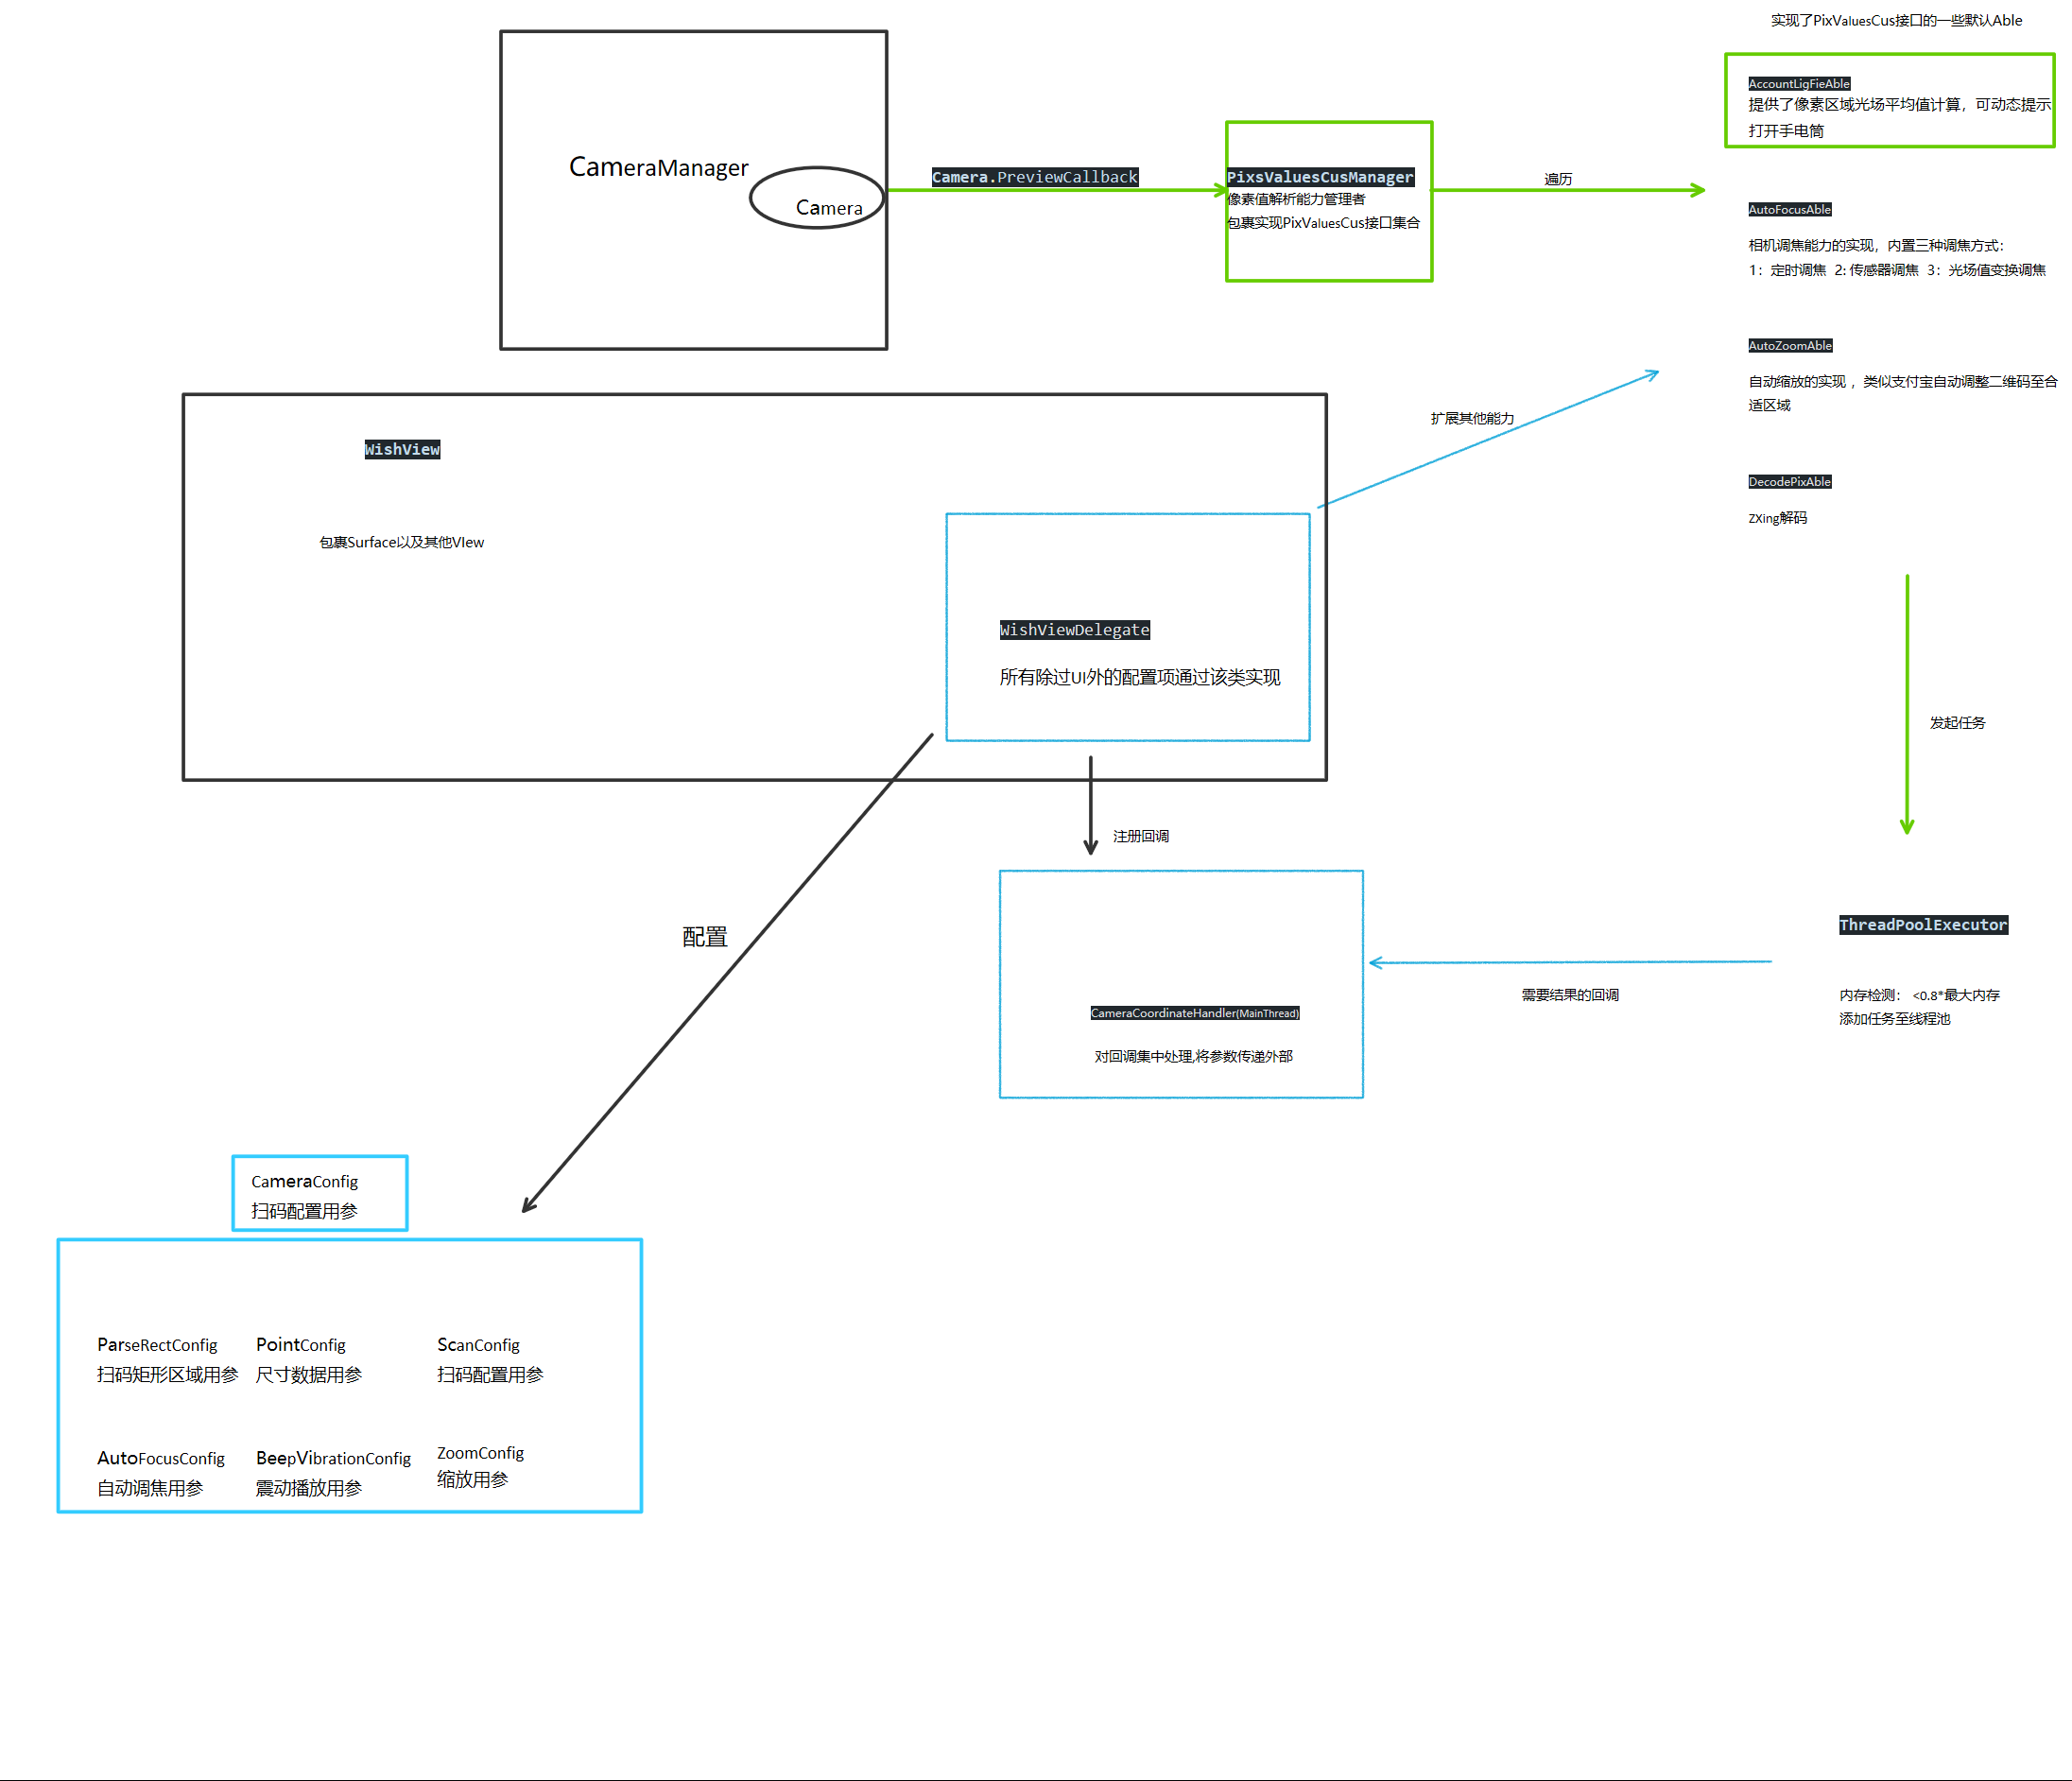 实现了PixValuesCus接口的一些默认Able
AccountLigFieAble
提供了像素区域光场平均值计算，可动态提示
打开手电筒
CameraManager
Camera
Camera.PreviewCallback
PixsValuesCusManager
像素值解析能力管理者
包裹实现PixValuesCus接口集合
遍历
AutoFocusAble
相机调焦能力的实现，内置三种调焦方式：
1：定时调焦 2: 传感器调焦 3：光场值变换调焦
AutoZoomAble
自动缩放的实现 ，类似支付宝自动调整二维码至合
适区域
扩展其他能力
DecodePixAble
ZXing解码
WishView
包裹Surface以及其他VIew
WishViewDelegate
所有除过UI外的配置项通过该类实现
发起任务
注册回调
配置
ThreadPoolExecutor
内存检测： <0.8*最大内存
添加任务至线程池
需要结果的回调
CameraCoordinateHandler(MainThread)
对回调集中处理,将参数传递外部
CameraConfig
扫码配置用参
ParseRectConfig
扫码矩形区域用参
PointConfig
尺寸数据用参
ScanConfig
扫码配置用参
AutoFocusConfig
自动调焦用参
BeepVibrationConfig
震动播放用参
ZoomConfig
缩放用参